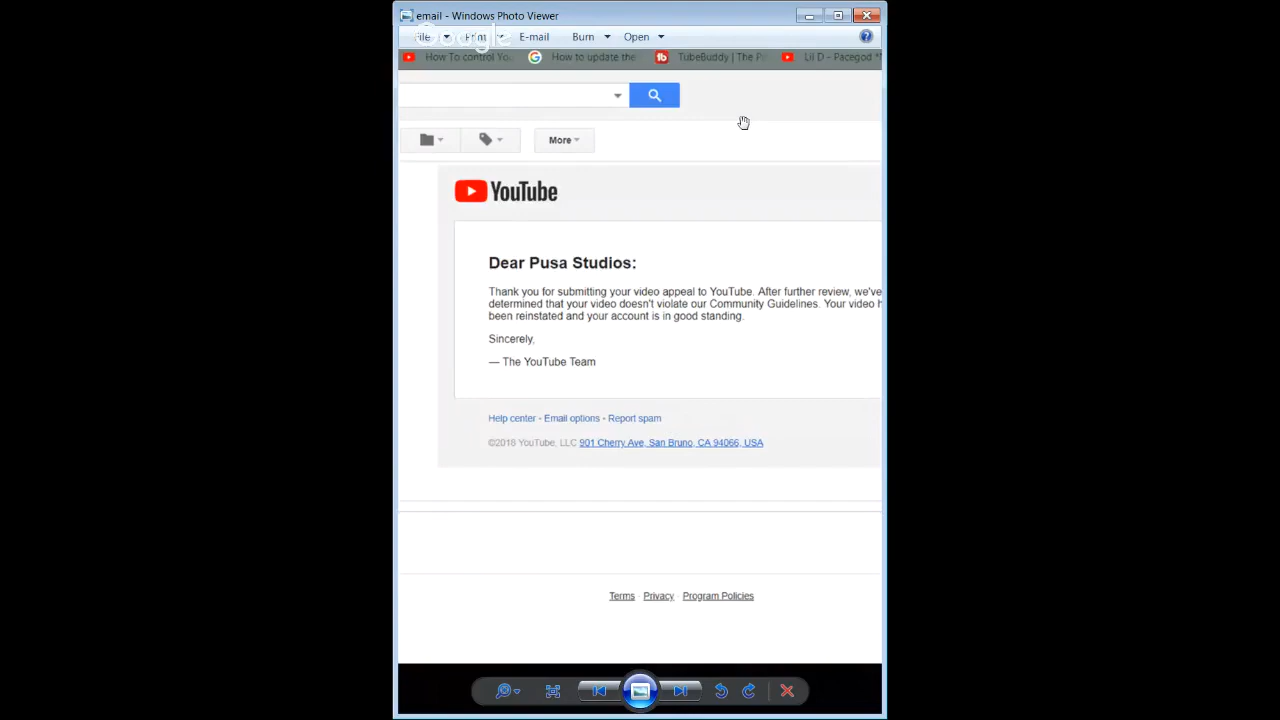 email - Windows Photo Viewer
File Print E-mail Burn Open
Google
How To control Yo
How to update the
TubeBuddy | The P
Lil D - Pacegod
More
YouTube
Dear Pusa Studios:
Thank you for submitting your video appeal to YouTube. After further review, we've
determined that your video doesn't violate our Community Guidelines. Your video h
been reinstated and your account is in good standing.
Sincerely,
— The YouTube Team
Help center - Email options - Report spam
©2018 YouTube, LLC 901 Cherry Ave, San Bruno, CA 94066, USA
Terms - Privacy - Program Policies